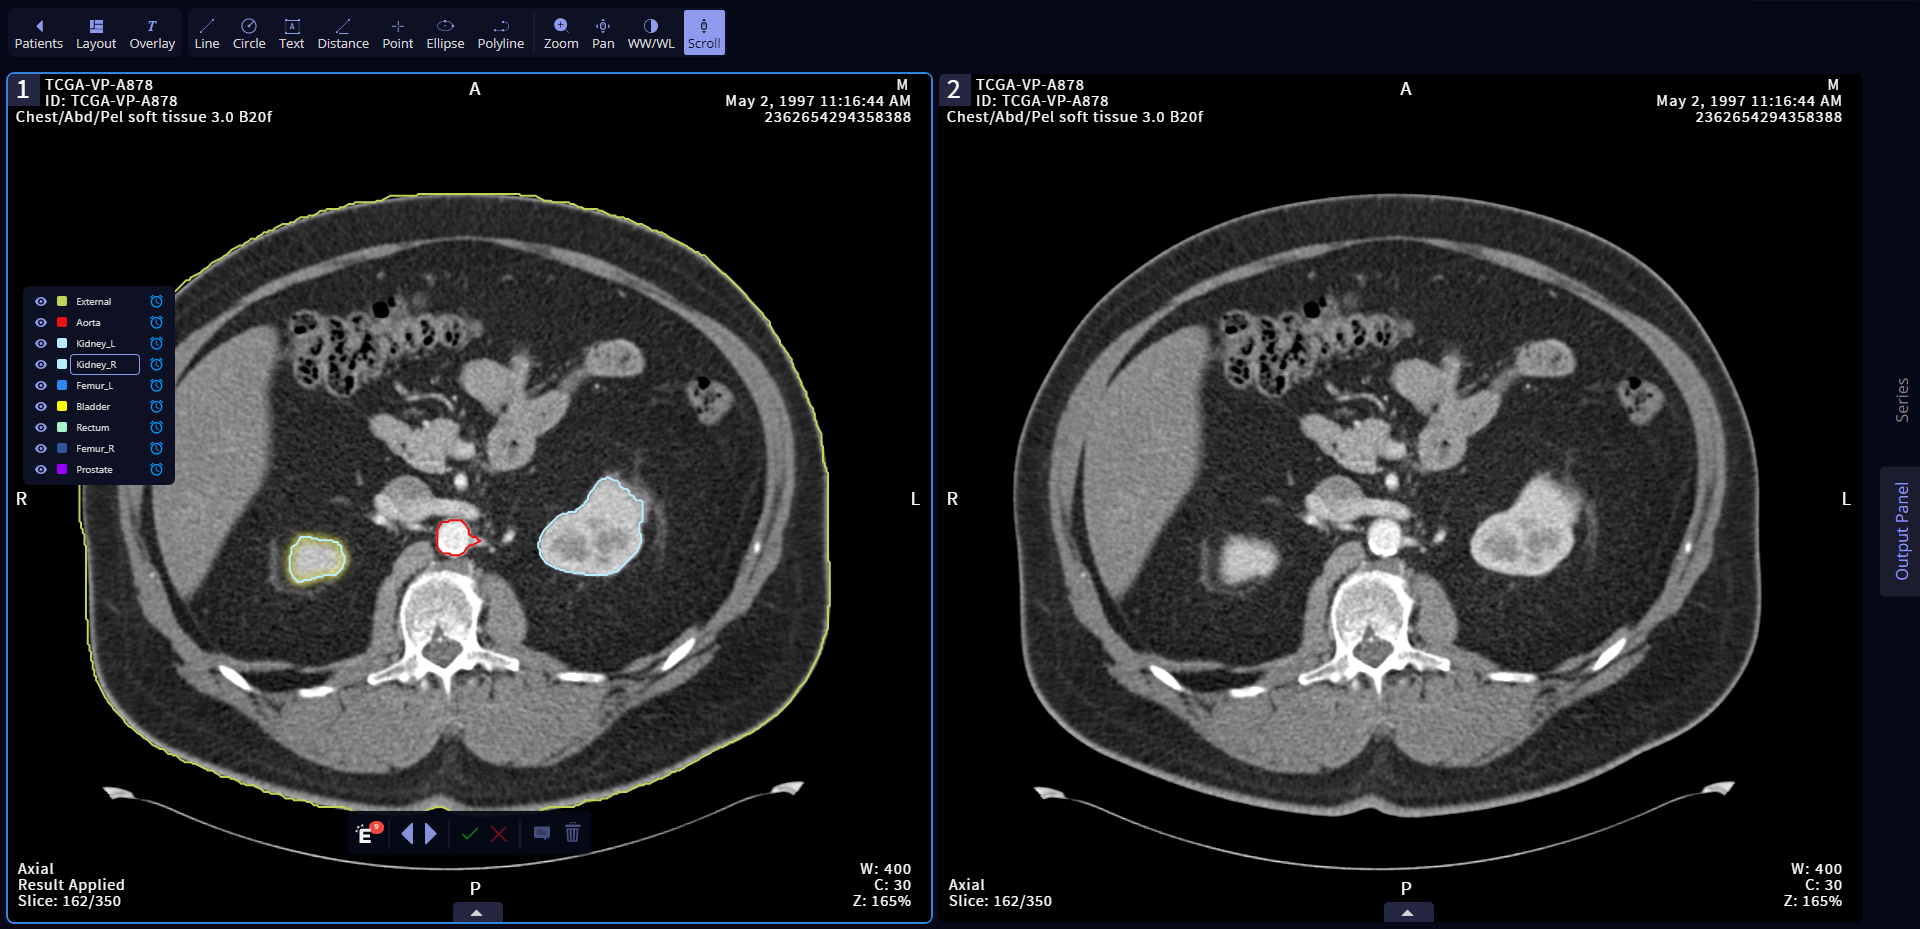 Patients Layout Overlay Line Circle Text Distance Point Ellipse Polyline Zoom Pan WW/WL Scroll
1
TCGA-VP-A878
ID: TCGA-VP-A878
Chest/Abd/Pel soft tissue 3.0 B20f
A
M
May 2, 1997 11:16:44 AM
2362654294358388
External
Aorta
Kidney_L
Kidney_R
Femur_L
Bladder
Rectum
Femur_R
Prostate
R
L
E 9
Axial
Result Applied
Slice: 162/350
P
W: 400
C: 30
Z: 165%
2
TCGA-VP-A878
ID: TCGA-VP-A878
Chest/Abd/Pel soft tissue 3.0 B20f
A
M
May 2, 1997 11:16:44 AM
2362654294358388
R
L
Axial
Slice: 162/350
P
W: 400
C: 30
Z: 165%
Series
Output Panel